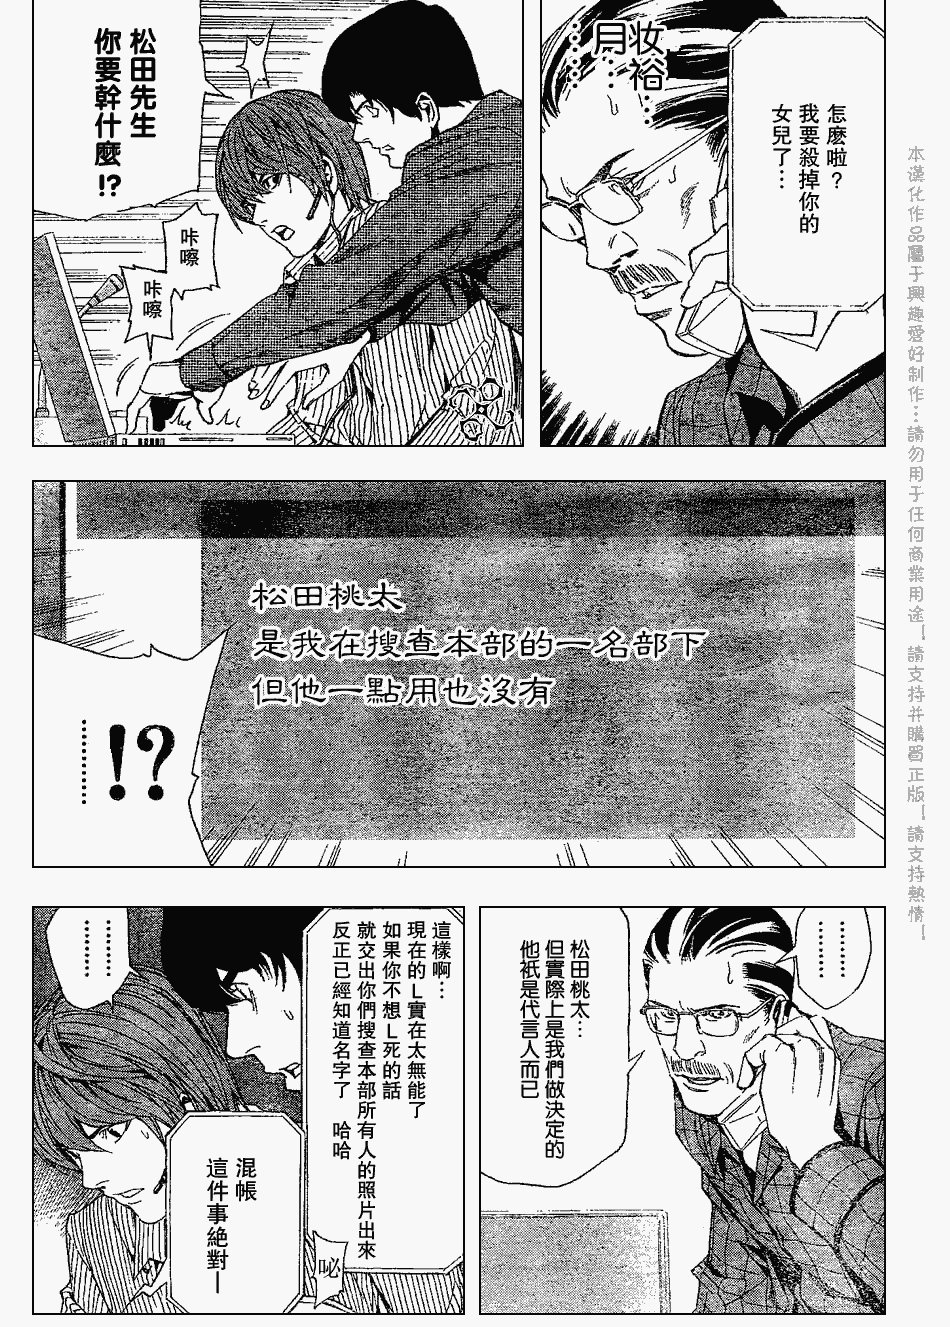 怎麼啦？
我要殺掉你的
女兒了…
妝裕……
月………
松田先生
你要幹什麼!?
咔嚓
咔嚓
松田桃太
是我在搜查本部的一名部下
但他一點用也沒有
!?
………
………
松田桃太…
但實際上是我們做決定的
他衹是代言人而已
這樣啊…
現在的L實在太無能了
如果你不想L死的話
就交出你們搜查本部所有人的照片出來
反正已經知道名字了　哈哈
………
混帳
這件事絕對—
嗶
本漢化作品屬于興趣愛好制作…請勿用于任何商業用途！請支持并購買正版！請支持熱情！